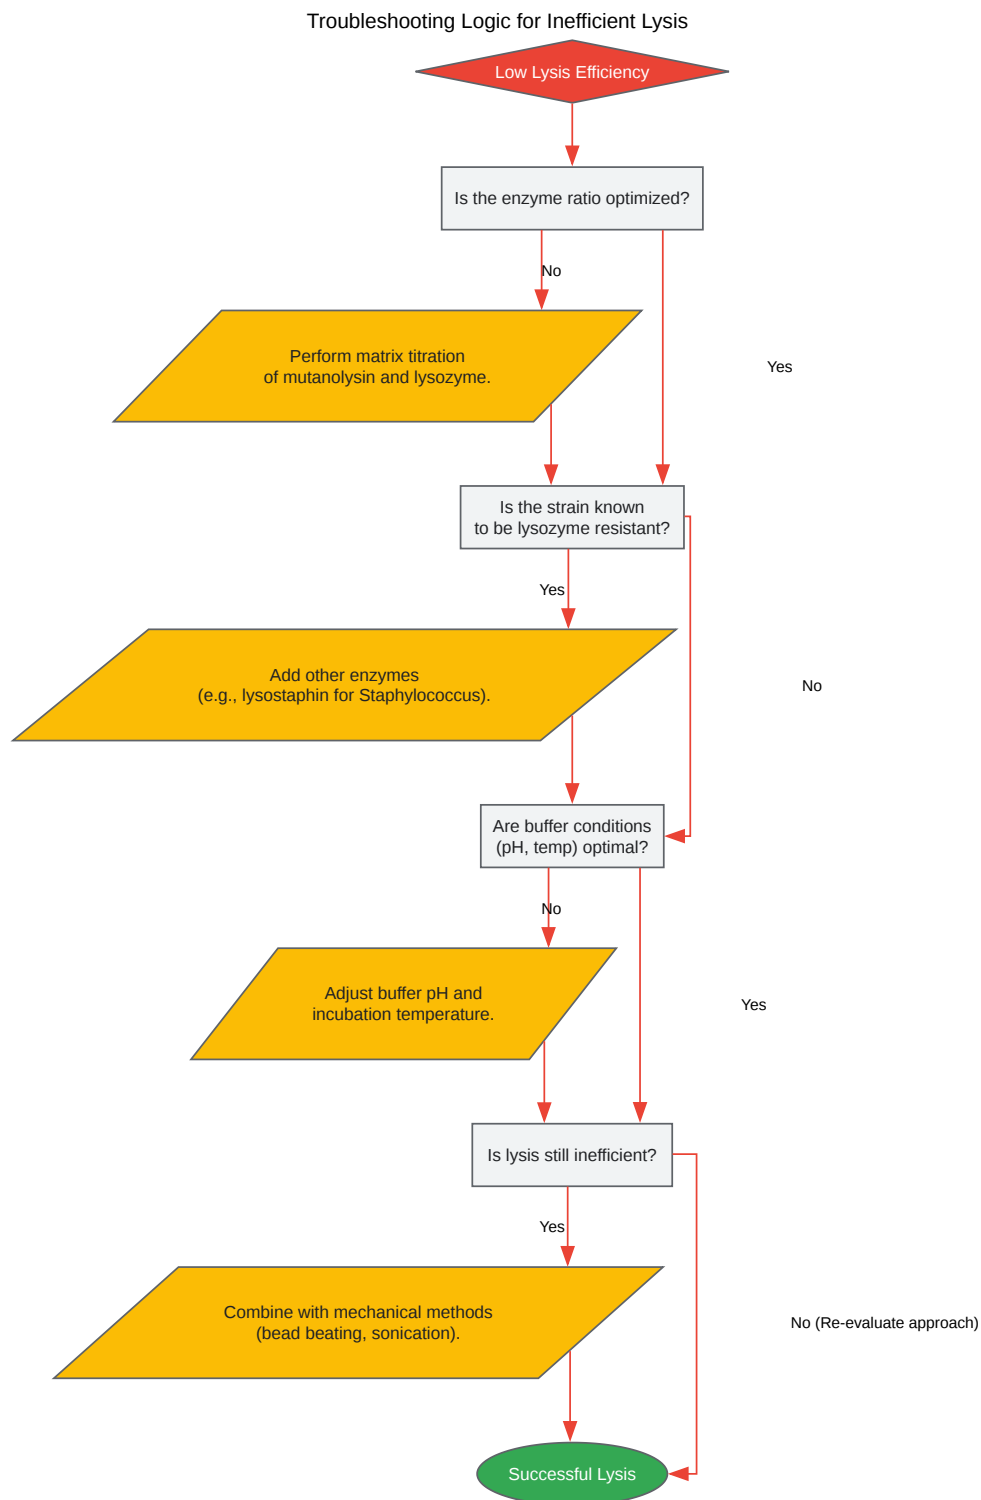 Troubleshooting Logic for Inefficient Lysis
Low Lysis Efficiency
Is the enzyme ratio optimized?
No
Perform matrix titration
of mutanolysin and lysozyme.
Yes
Is the strain known
to be lysozyme resistant?
Yes
Add other enzymes
(e.g., lysostaphin for Staphylococcus).
No
Are buffer conditions
(pH, temp) optimal?
No
Adjust buffer pH and
incubation temperature.
Yes
Is lysis still inefficient?
Yes
Combine with mechanical methods
(bead beating, sonication).
No (Re-evaluate approach)
Successful Lysis